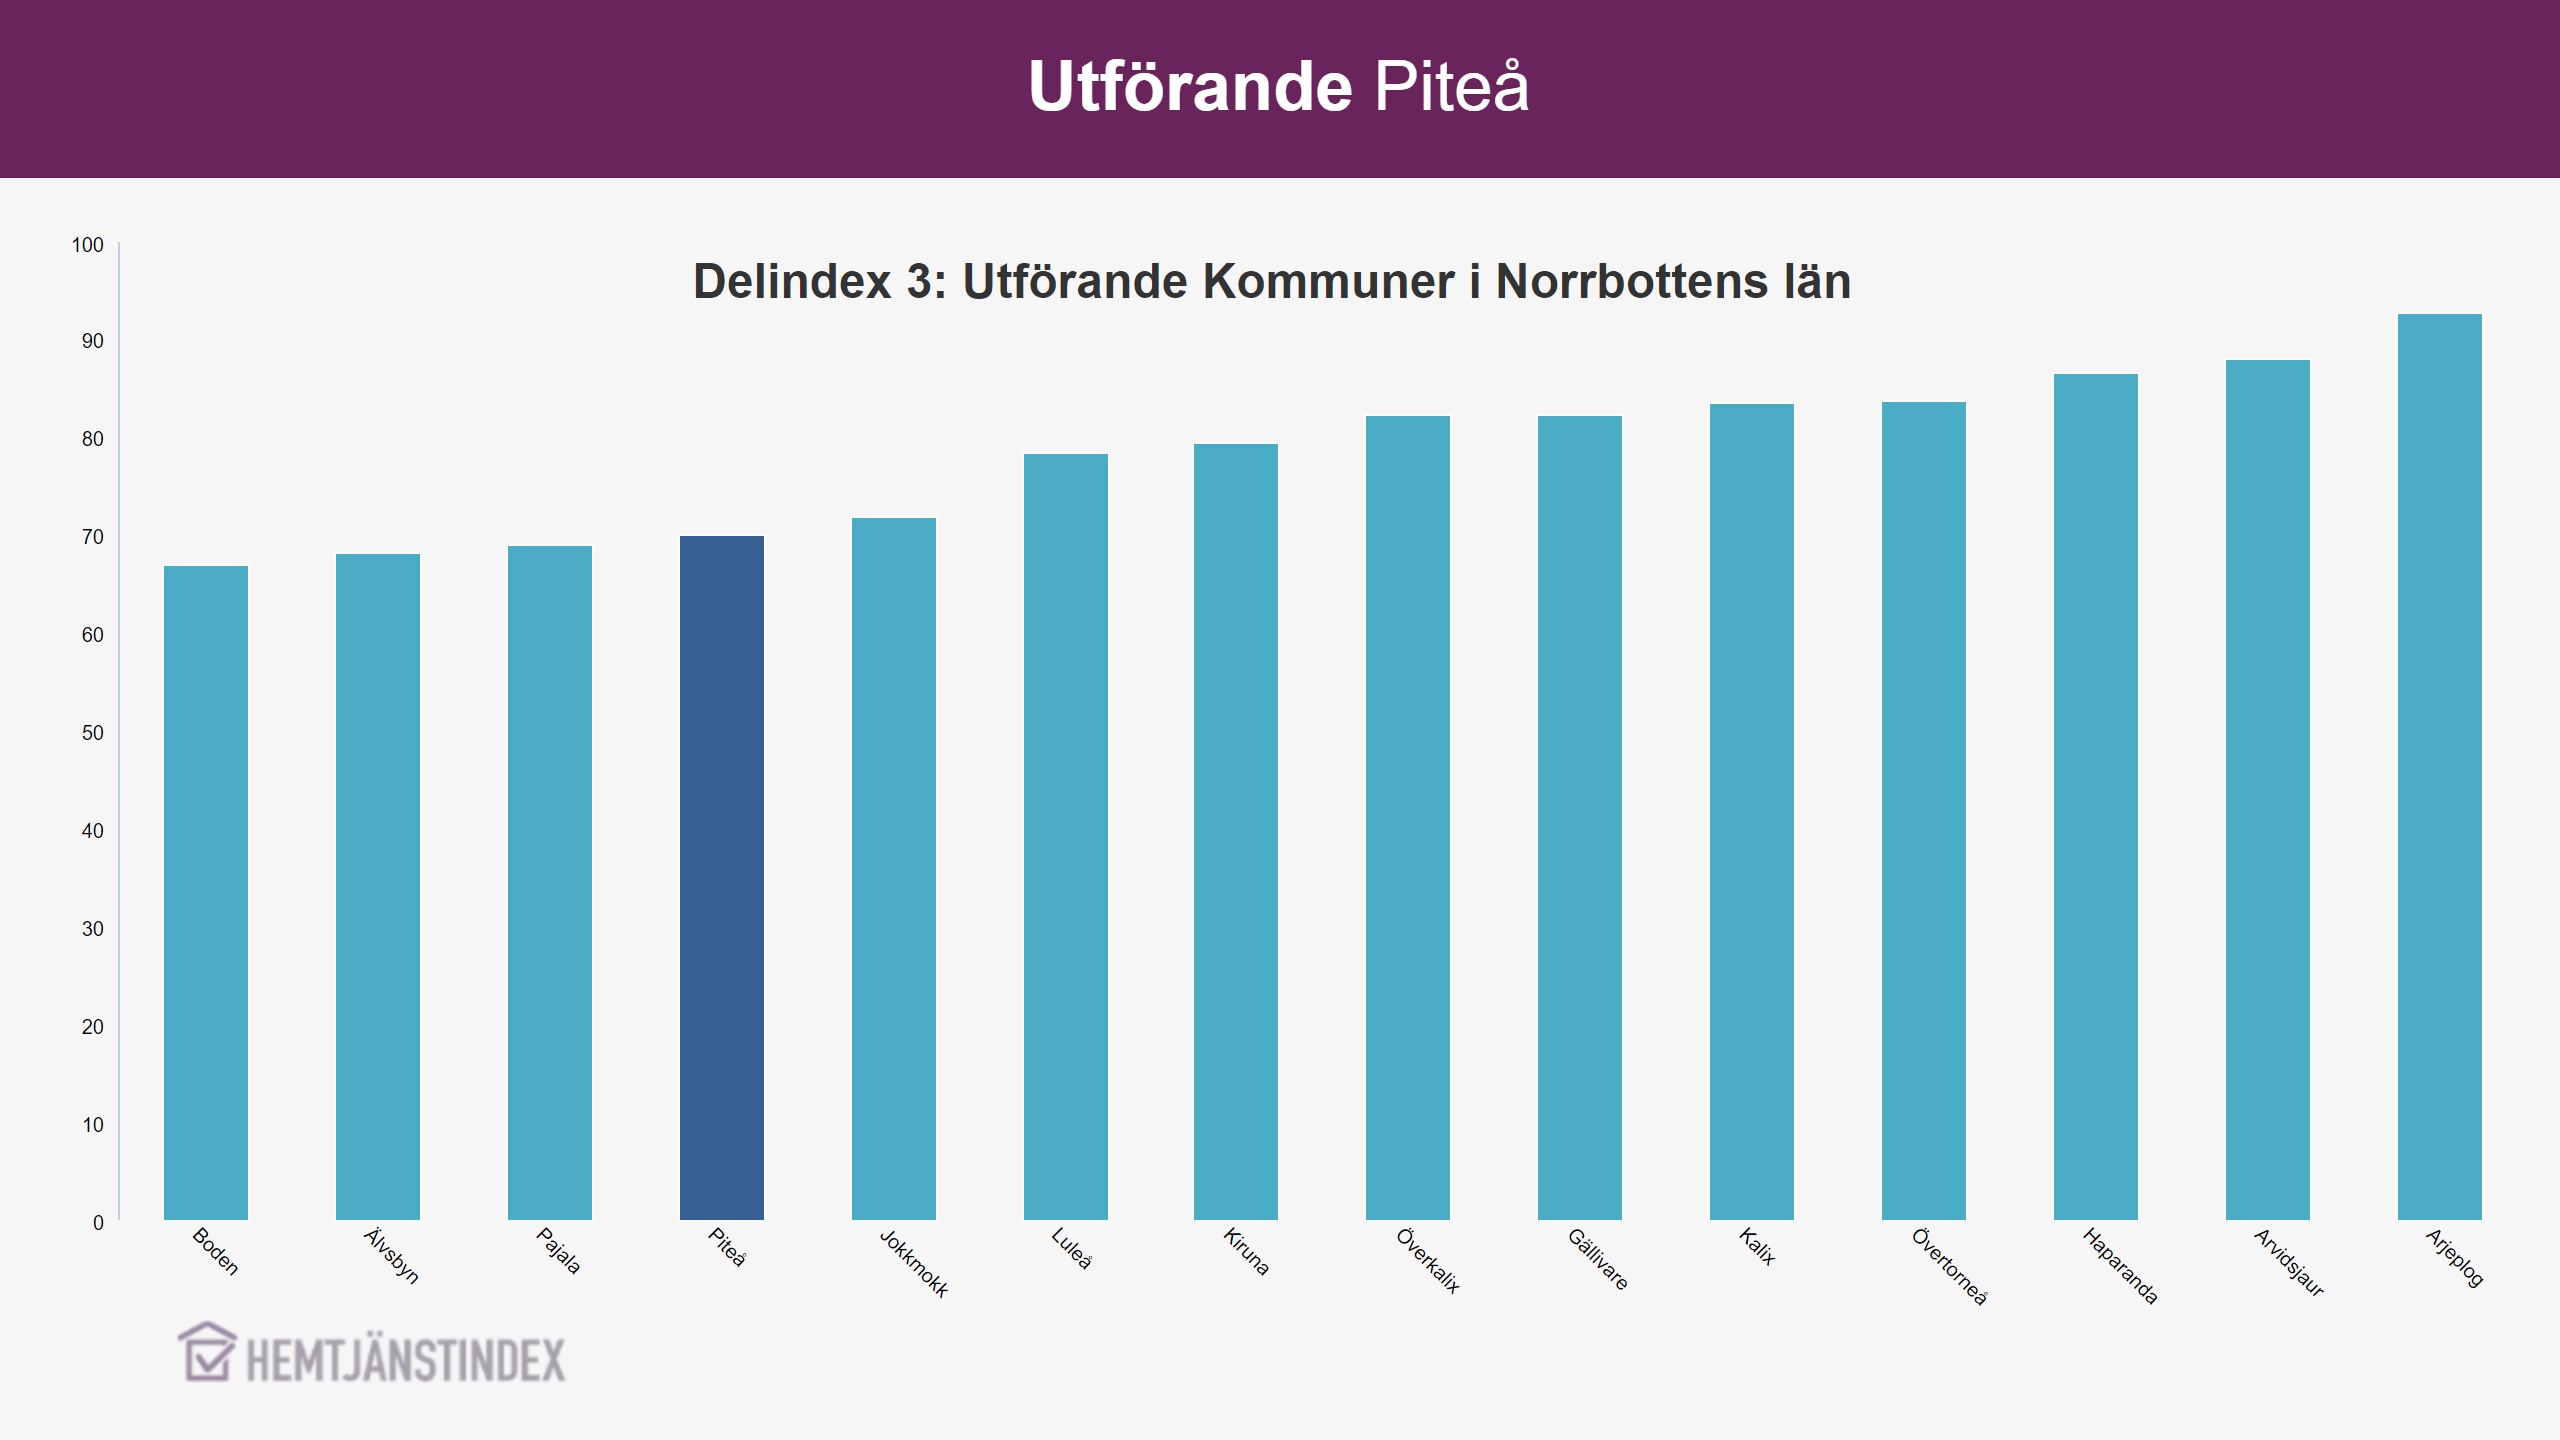 Utförande Piteå
Delindex 3: Utförande Kommuner i Norrbottens län
100
90
80
70
60
50
40
30
20
10
0
Boden
Älvsbyn
Pajala
Piteå
Jokkmokk
Luleå
Kiruna
Överkalix
Gällivare
Kalix
Övertorneå
Haparanda
Arvidsjaur
Arjeplog
HEMTJÄNSTINDEX